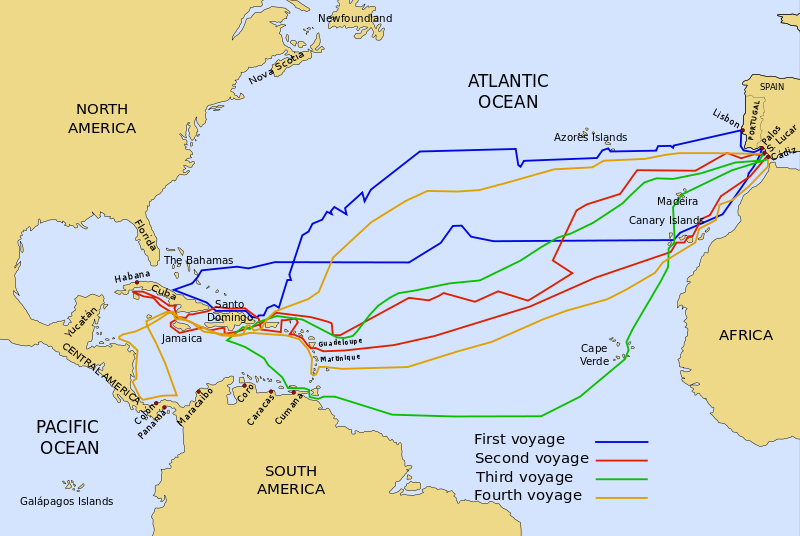 Newfoundland
Nova Scotia
NORTH
AMERICA
ATLANTIC
OCEAN
SPAIN
PORTUGAL
Lisbon
Palos
S. Lucar
Cadiz
Azores Islands
Madeira
Canary Islands
Florida
The Bahamas
Habana
Cuba
Santo
Domingo
Yucatán
Jamaica
Guadeloupe
Martinique
CENTRAL AMERICA
AFRICA
Cape
Verde
Colon
Panama
Maracaibo
Coro
Caracas
Cumana
PACIFIC
OCEAN
SOUTH
AMERICA
Galápagos Islands
First voyage
Second voyage
Third voyage
Fourth voyage